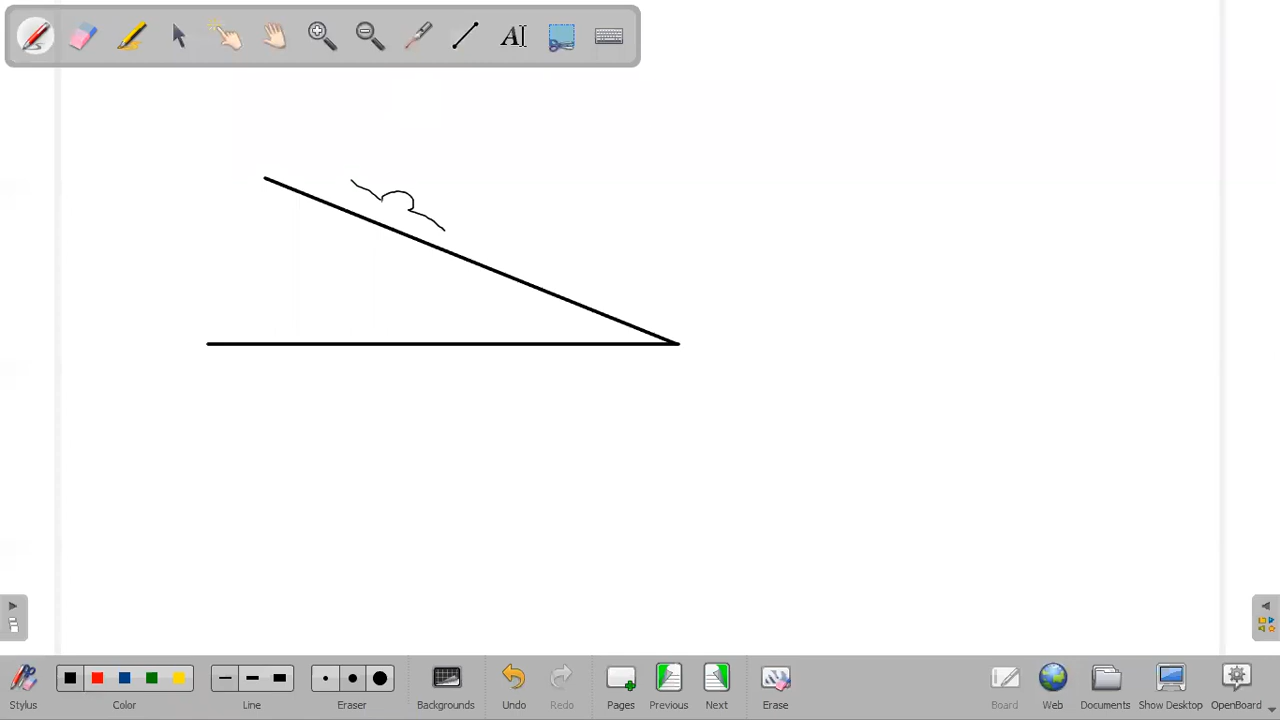 A
Stylus
Color
Line
Eraser
Backgrounds
Undo
Redo
Pages
Previous
Next
Erase
Board
Web
Documents
Show Desktop
OpenBoard